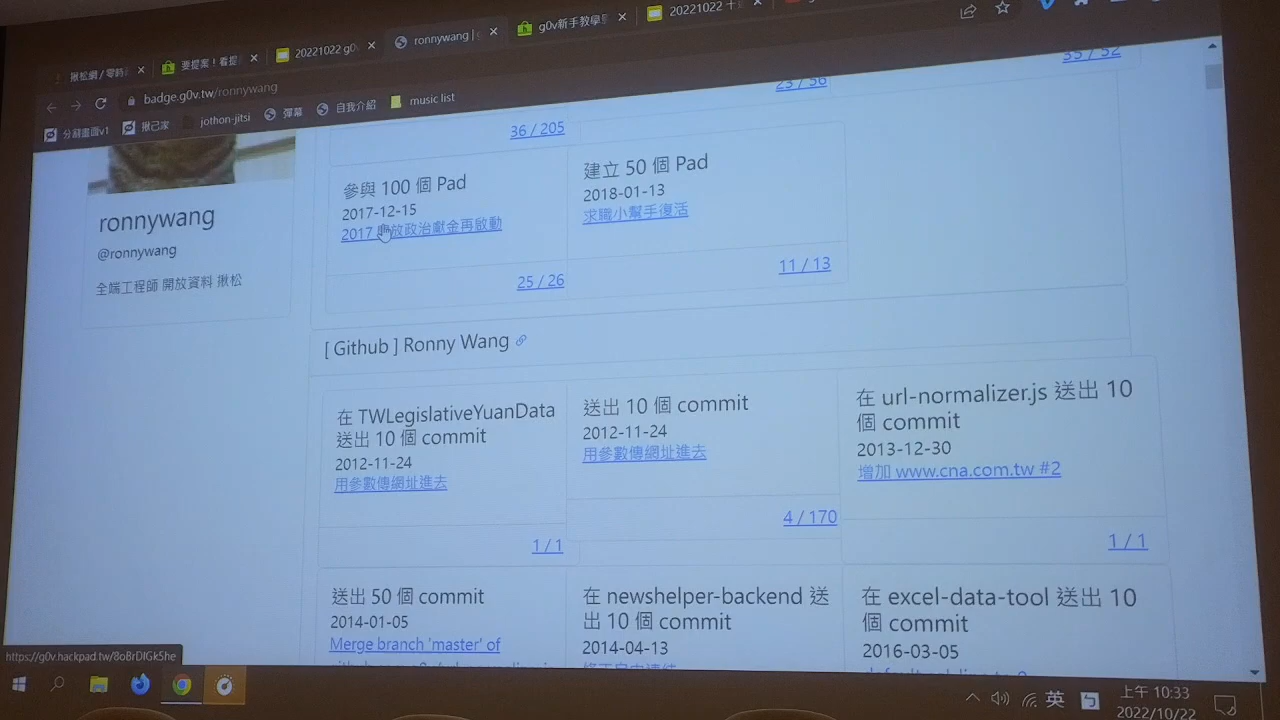 揪松網 / 零時
要提案！看提
20221022 g0v
ronnywang |
g0v新手教學
20221022 十
badge.g0v.tw/ronnywang
分割畫面v1
揪己家
jothon-jitsi
彈幕
自我介紹
music list
ronnywang
@ronnywang
全端工程師 開放資料 揪松
36 / 205
23 / 36
35 / 52
參與 100 個 Pad
2017-12-15
2017 放政治獻金再啟動
25 / 26
建立 50 個 Pad
2018-01-13
求職小幫手復活
11 / 13
[ Github ] Ronny Wang
在 TWLegislativeYuanData
送出 10 個 commit
2012-11-24
用參數傳網址進去
1 / 1
送出 10 個 commit
2012-11-24
用參數傳網址進去
4 / 170
在 url-normalizer.js 送出 10
個 commit
2013-12-30
增加 www.cna.com.tw #2
1 / 1
送出 50 個 commit
2014-01-05
Merge branch 'master' of
在 newshelper-backend 送
出 10 個 commit
2014-04-13
在 excel-data-tool 送出 10
個 commit
2016-03-05
https://g0v.hackpad.tw/8oBrDfGk5he
英
上午 10:33
2022/10/22